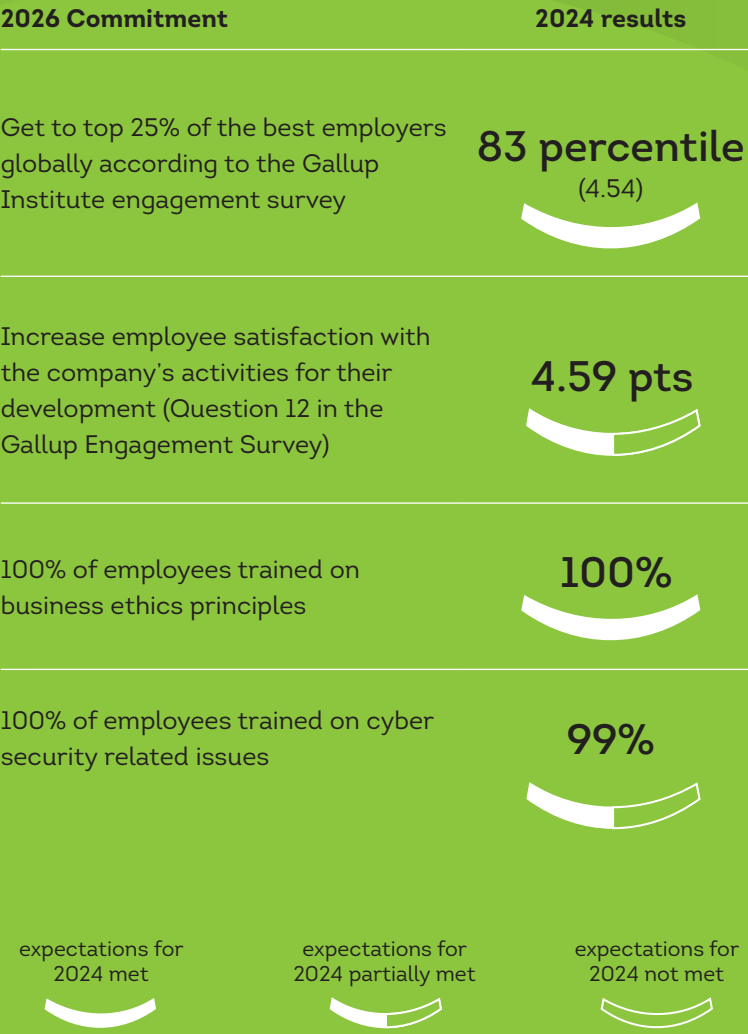 2026 Commitment
2024 results
Get to top 25% of the best employers
globally according to the Gallup
Institute engagement survey
83 percentile
(4.54)
Increase employee satisfaction with
the company’s activities for their
development (Question 12 in the
Gallup Engagement Survey)
4.59 pts
100% of employees trained on
business ethics principles
100%
100% of employees trained on cyber
security related issues
99%
expectations for
2024 met
expectations for
2024 partially met
expectations for
2024 not met